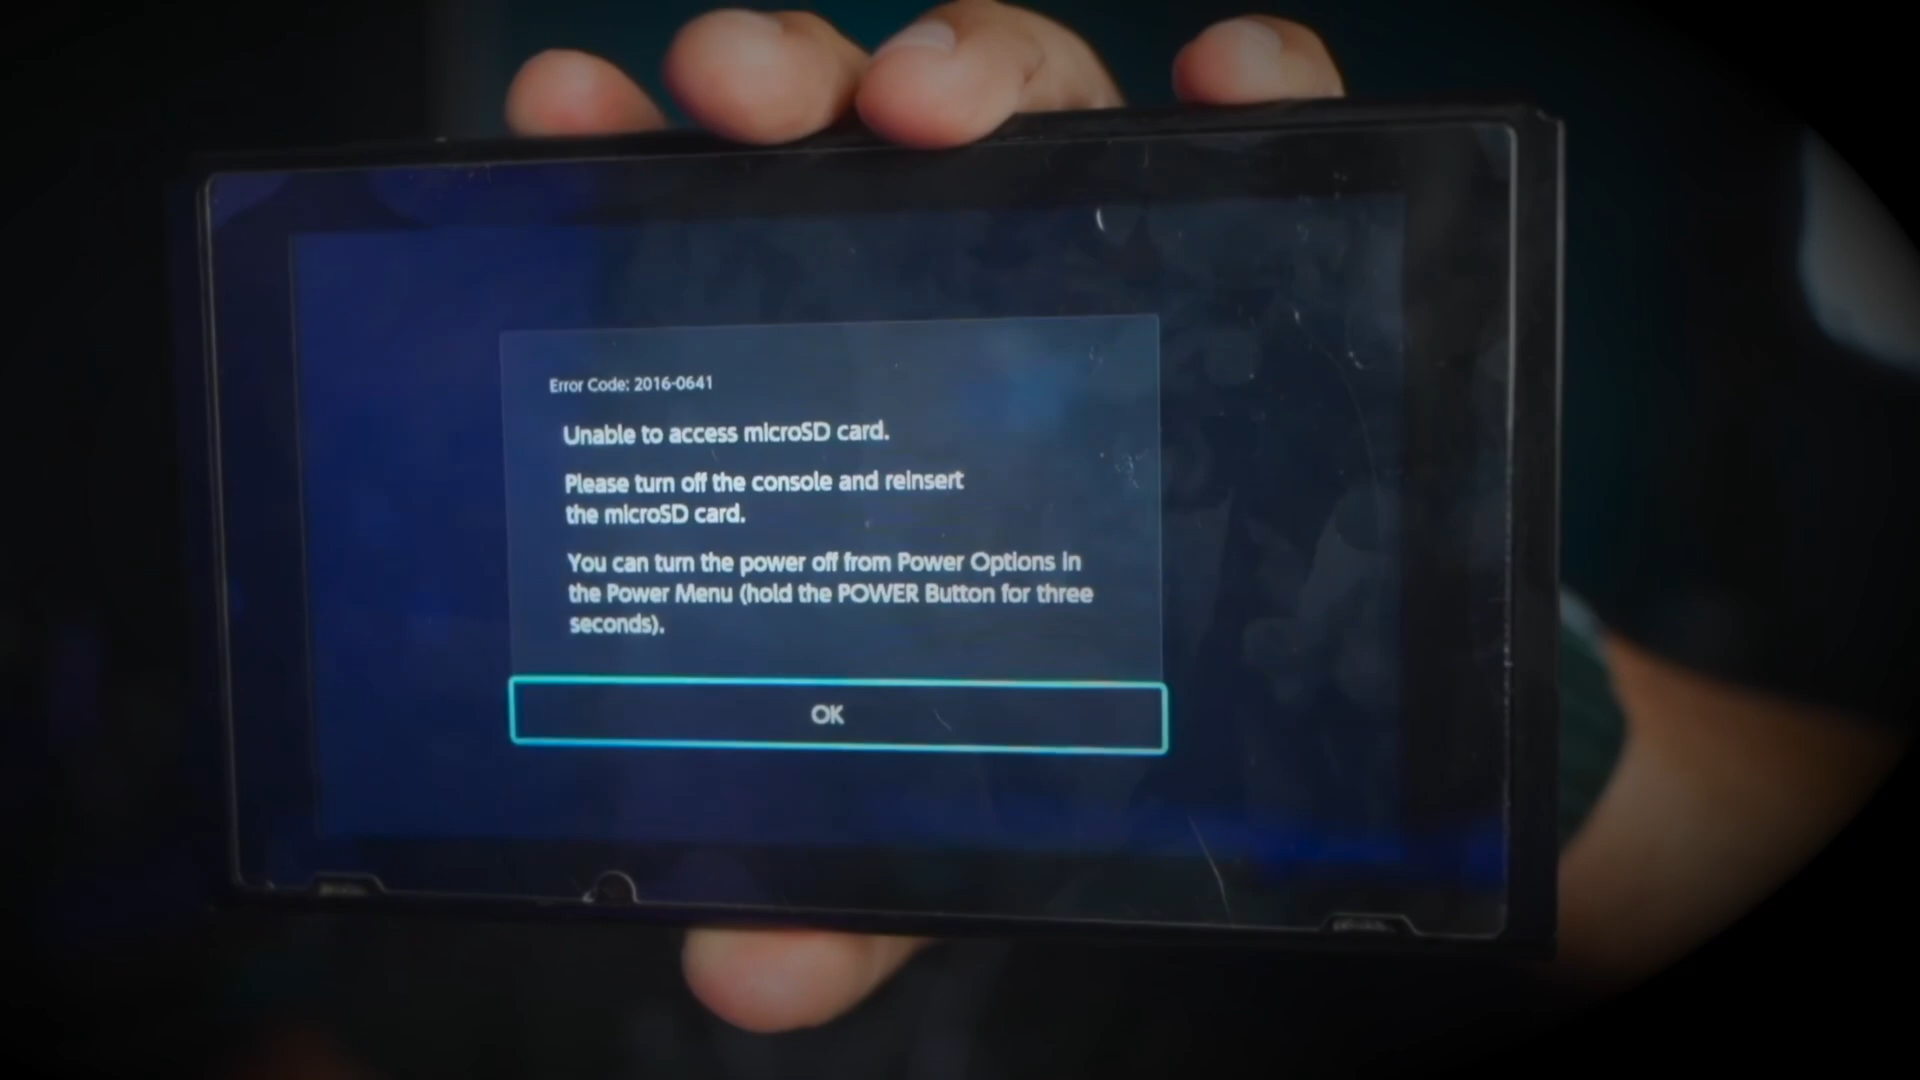 Error Code: 2016-0641
Unable to access microSD card.
Please turn off the console and reinsert
the microSD card.
You can turn the power off from Power Options in
the Power Menu (hold the POWER Button for three
seconds).
OK